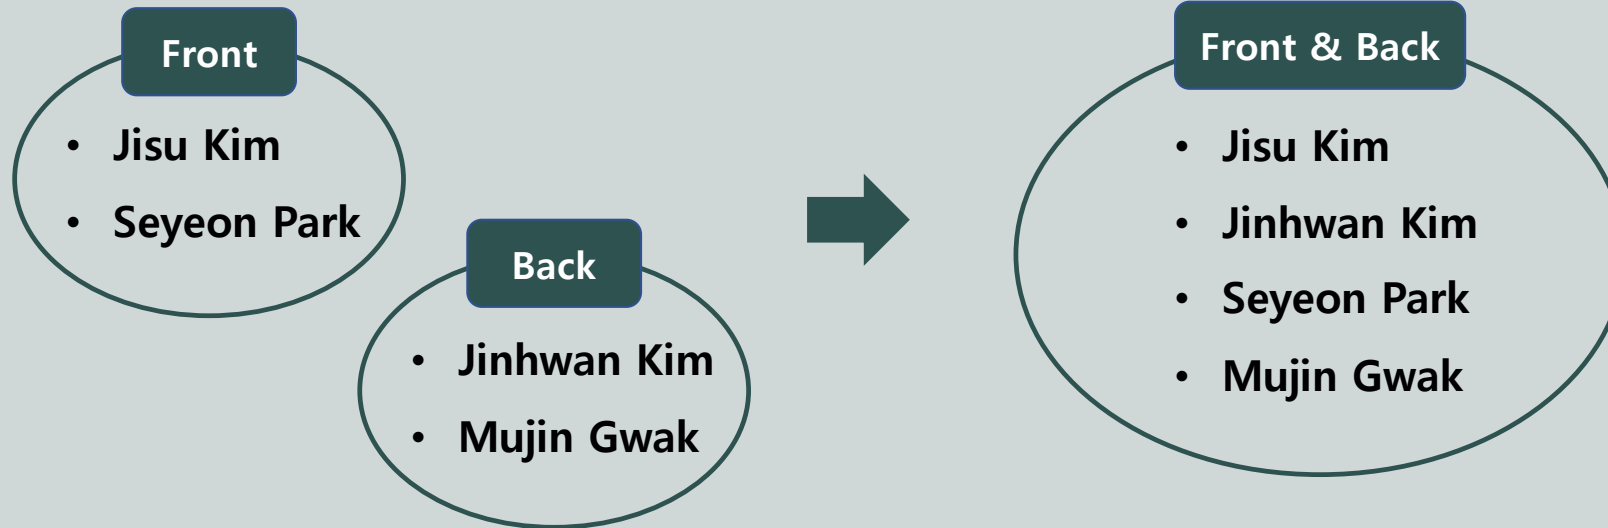 Front
• Jisu Kim
• Seyeon Park
Back
• Jinhwan Kim
• Mujin Gwak
Front & Back
• Jisu Kim
• Jinhwan Kim
• Seyeon Park
• Mujin Gwak